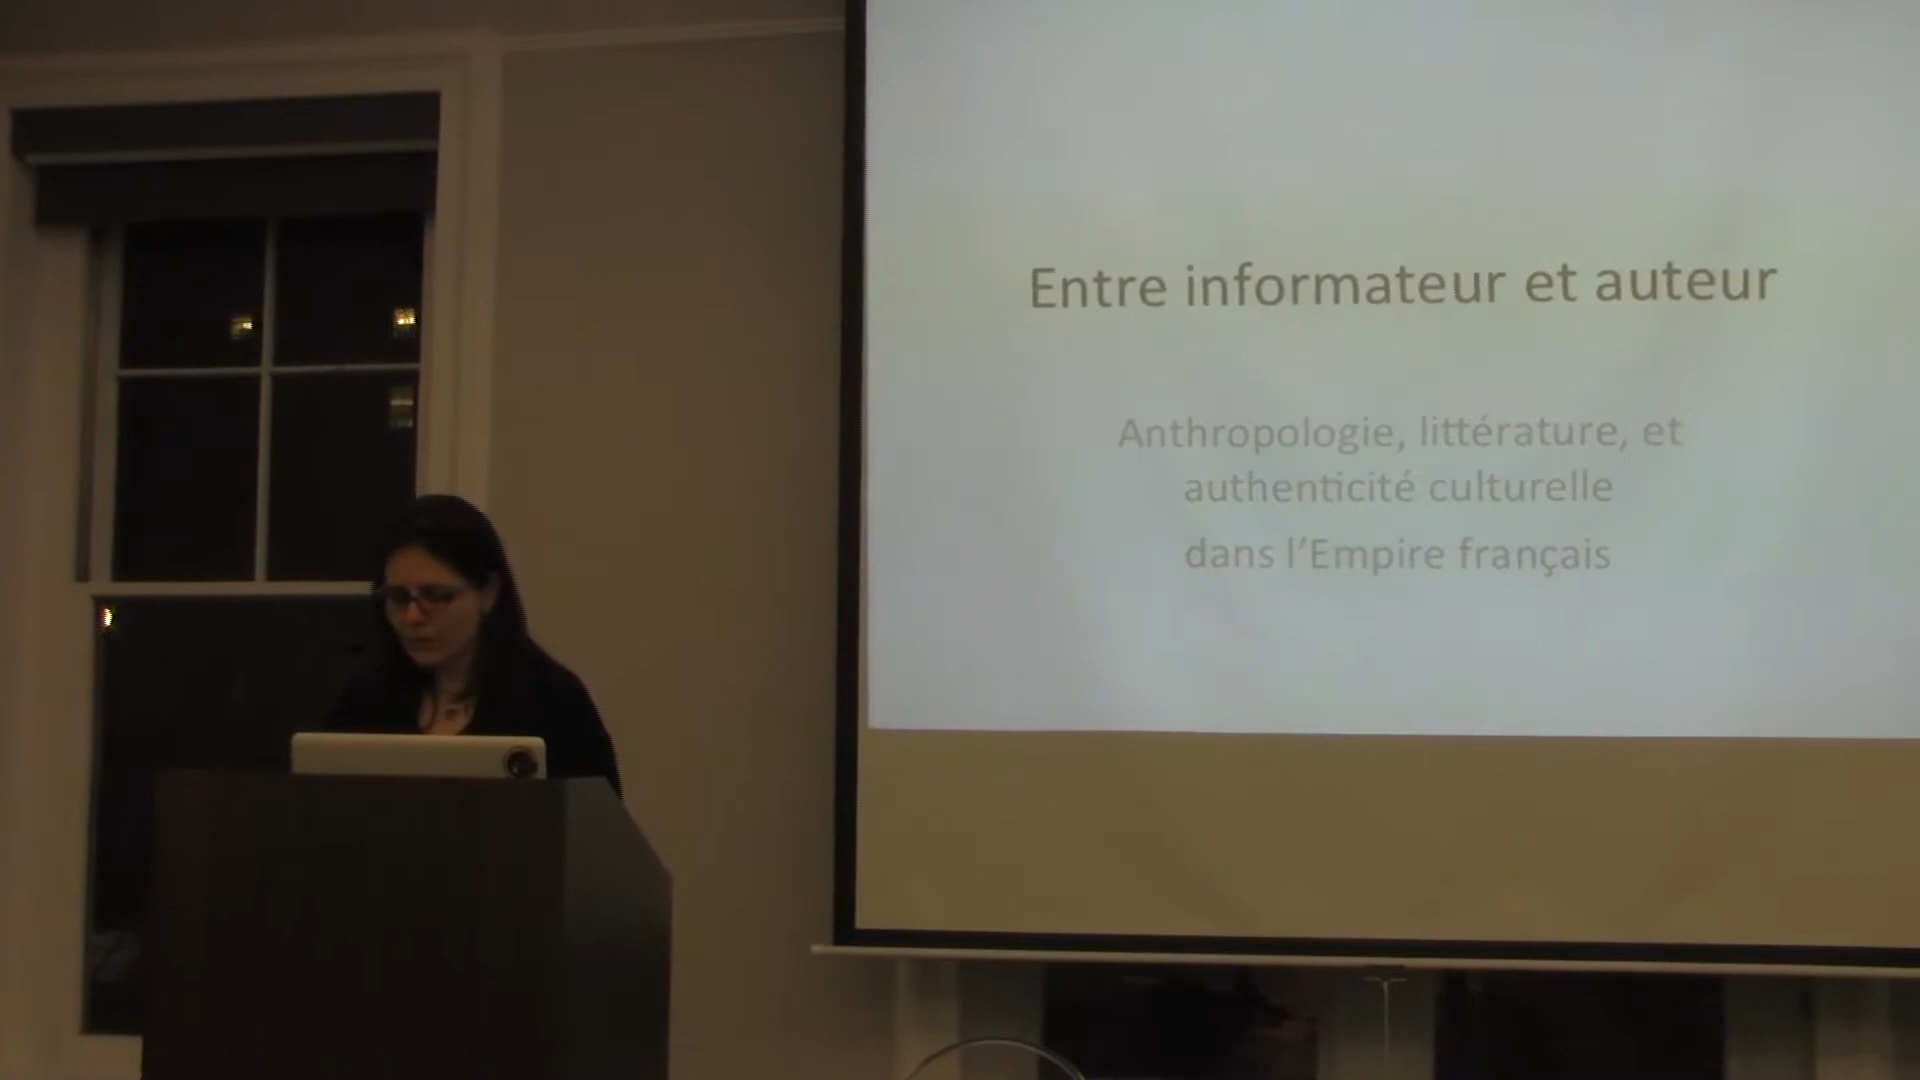 Entre informateur et auteur
Anthropologie, littérature, et
authenticité culturelle
dans l’Empire français